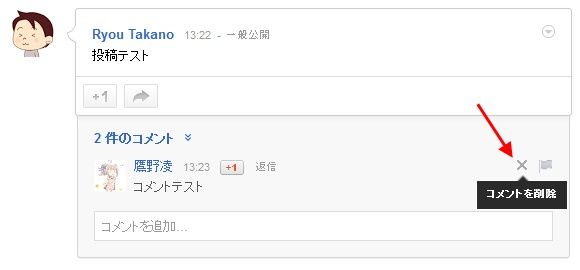 Ryou Takano 13:22 - 一般公開
投稿テスト
+1
2 件のコメント
鷹野凌 13:23 +1 返信
コメントテスト
コメントを削除
コメントを追加...